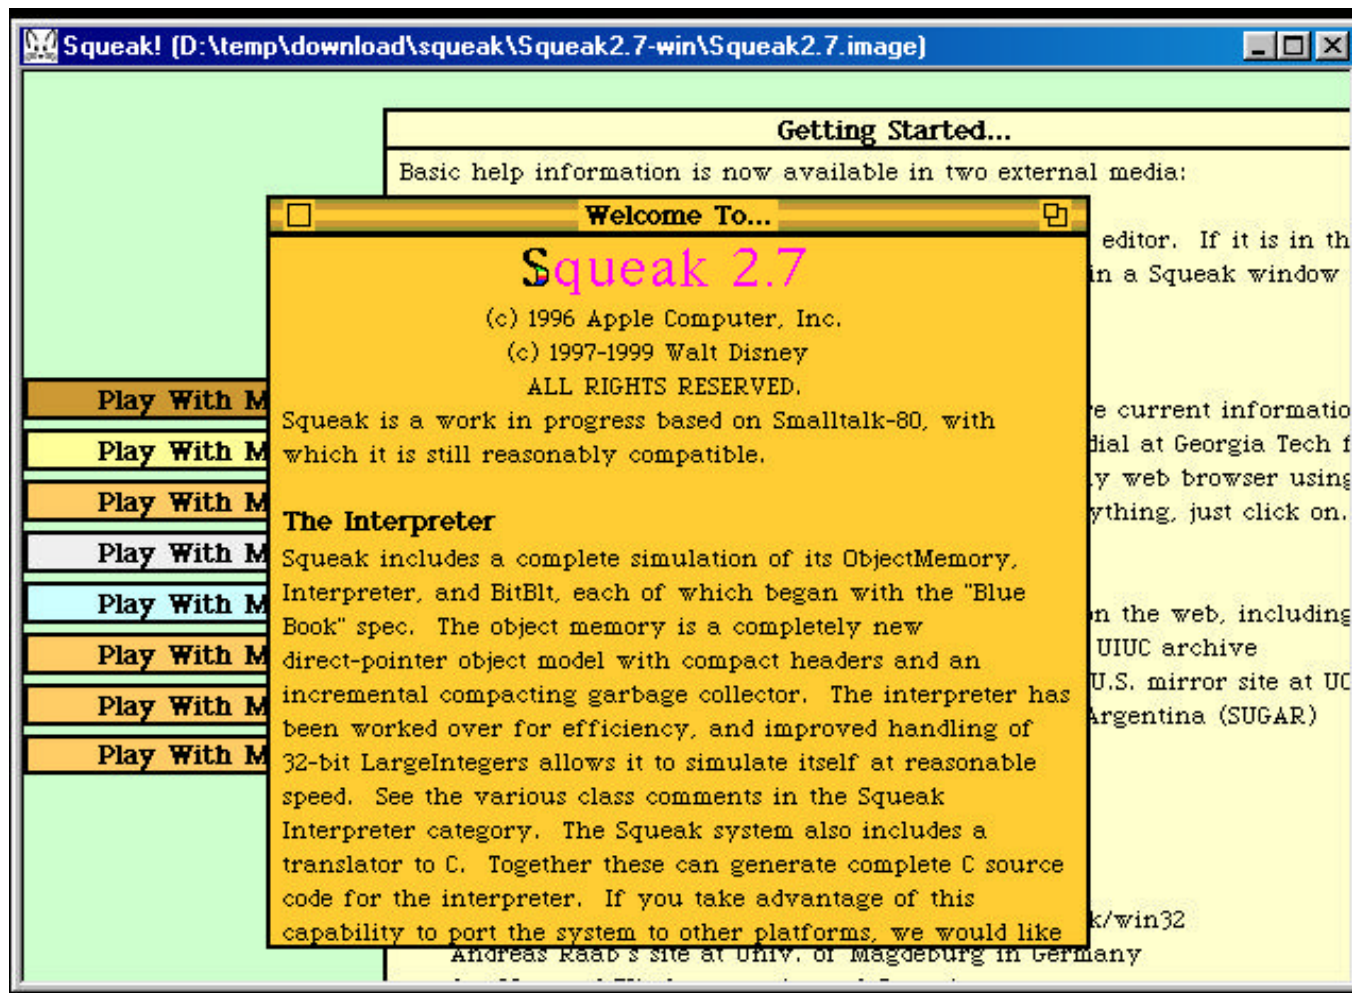 Squeak! (D:\temp\download\squeak\Squeak2.7-win\Squeak2.7.image)
Getting Started...
Basic help information is now available in two external media:
editor.  If it is in th
in a Squeak window
current informatio
at Georgia Tech
web browser using
just click on.
on the web, including
UIUC archive
U.S. mirror site at UC
Argentina (SUGAR)
k/win32
Andreas Raab's site at Univ. of Magdeburg in Germany
Play With M
Play With M
Play With M
Play With M
Play With M
Play With M
Play With M
Play With M
Welcome To...
Squeak 2.7
(c) 1996 Apple Computer, Inc.
(c) 1997-1999 Walt Disney
ALL RIGHTS RESERVED.
Squeak is a work in progress based on Smalltalk-80, with
which it is still reasonably compatible.
The Interpreter
Squeak includes a complete simulation of its ObjectMemory,
Interpreter, and BitBlt, each of which began with the "Blue
Book" spec.  The object memory is a completely new
direct-pointer object model with compact headers and an
incremental compacting garbage collector.  The interpreter has
been worked over for efficiency, and improved handling of
32-bit LargeIntegers allows it to simulate itself at reasonable
speed.  See the various class comments in the Squeak
Interpreter category.  The Squeak system also includes a
translator to C.  Together these can generate complete C source
code for the interpreter.  If you take advantage of this
capability to port the system to other platforms, we would like